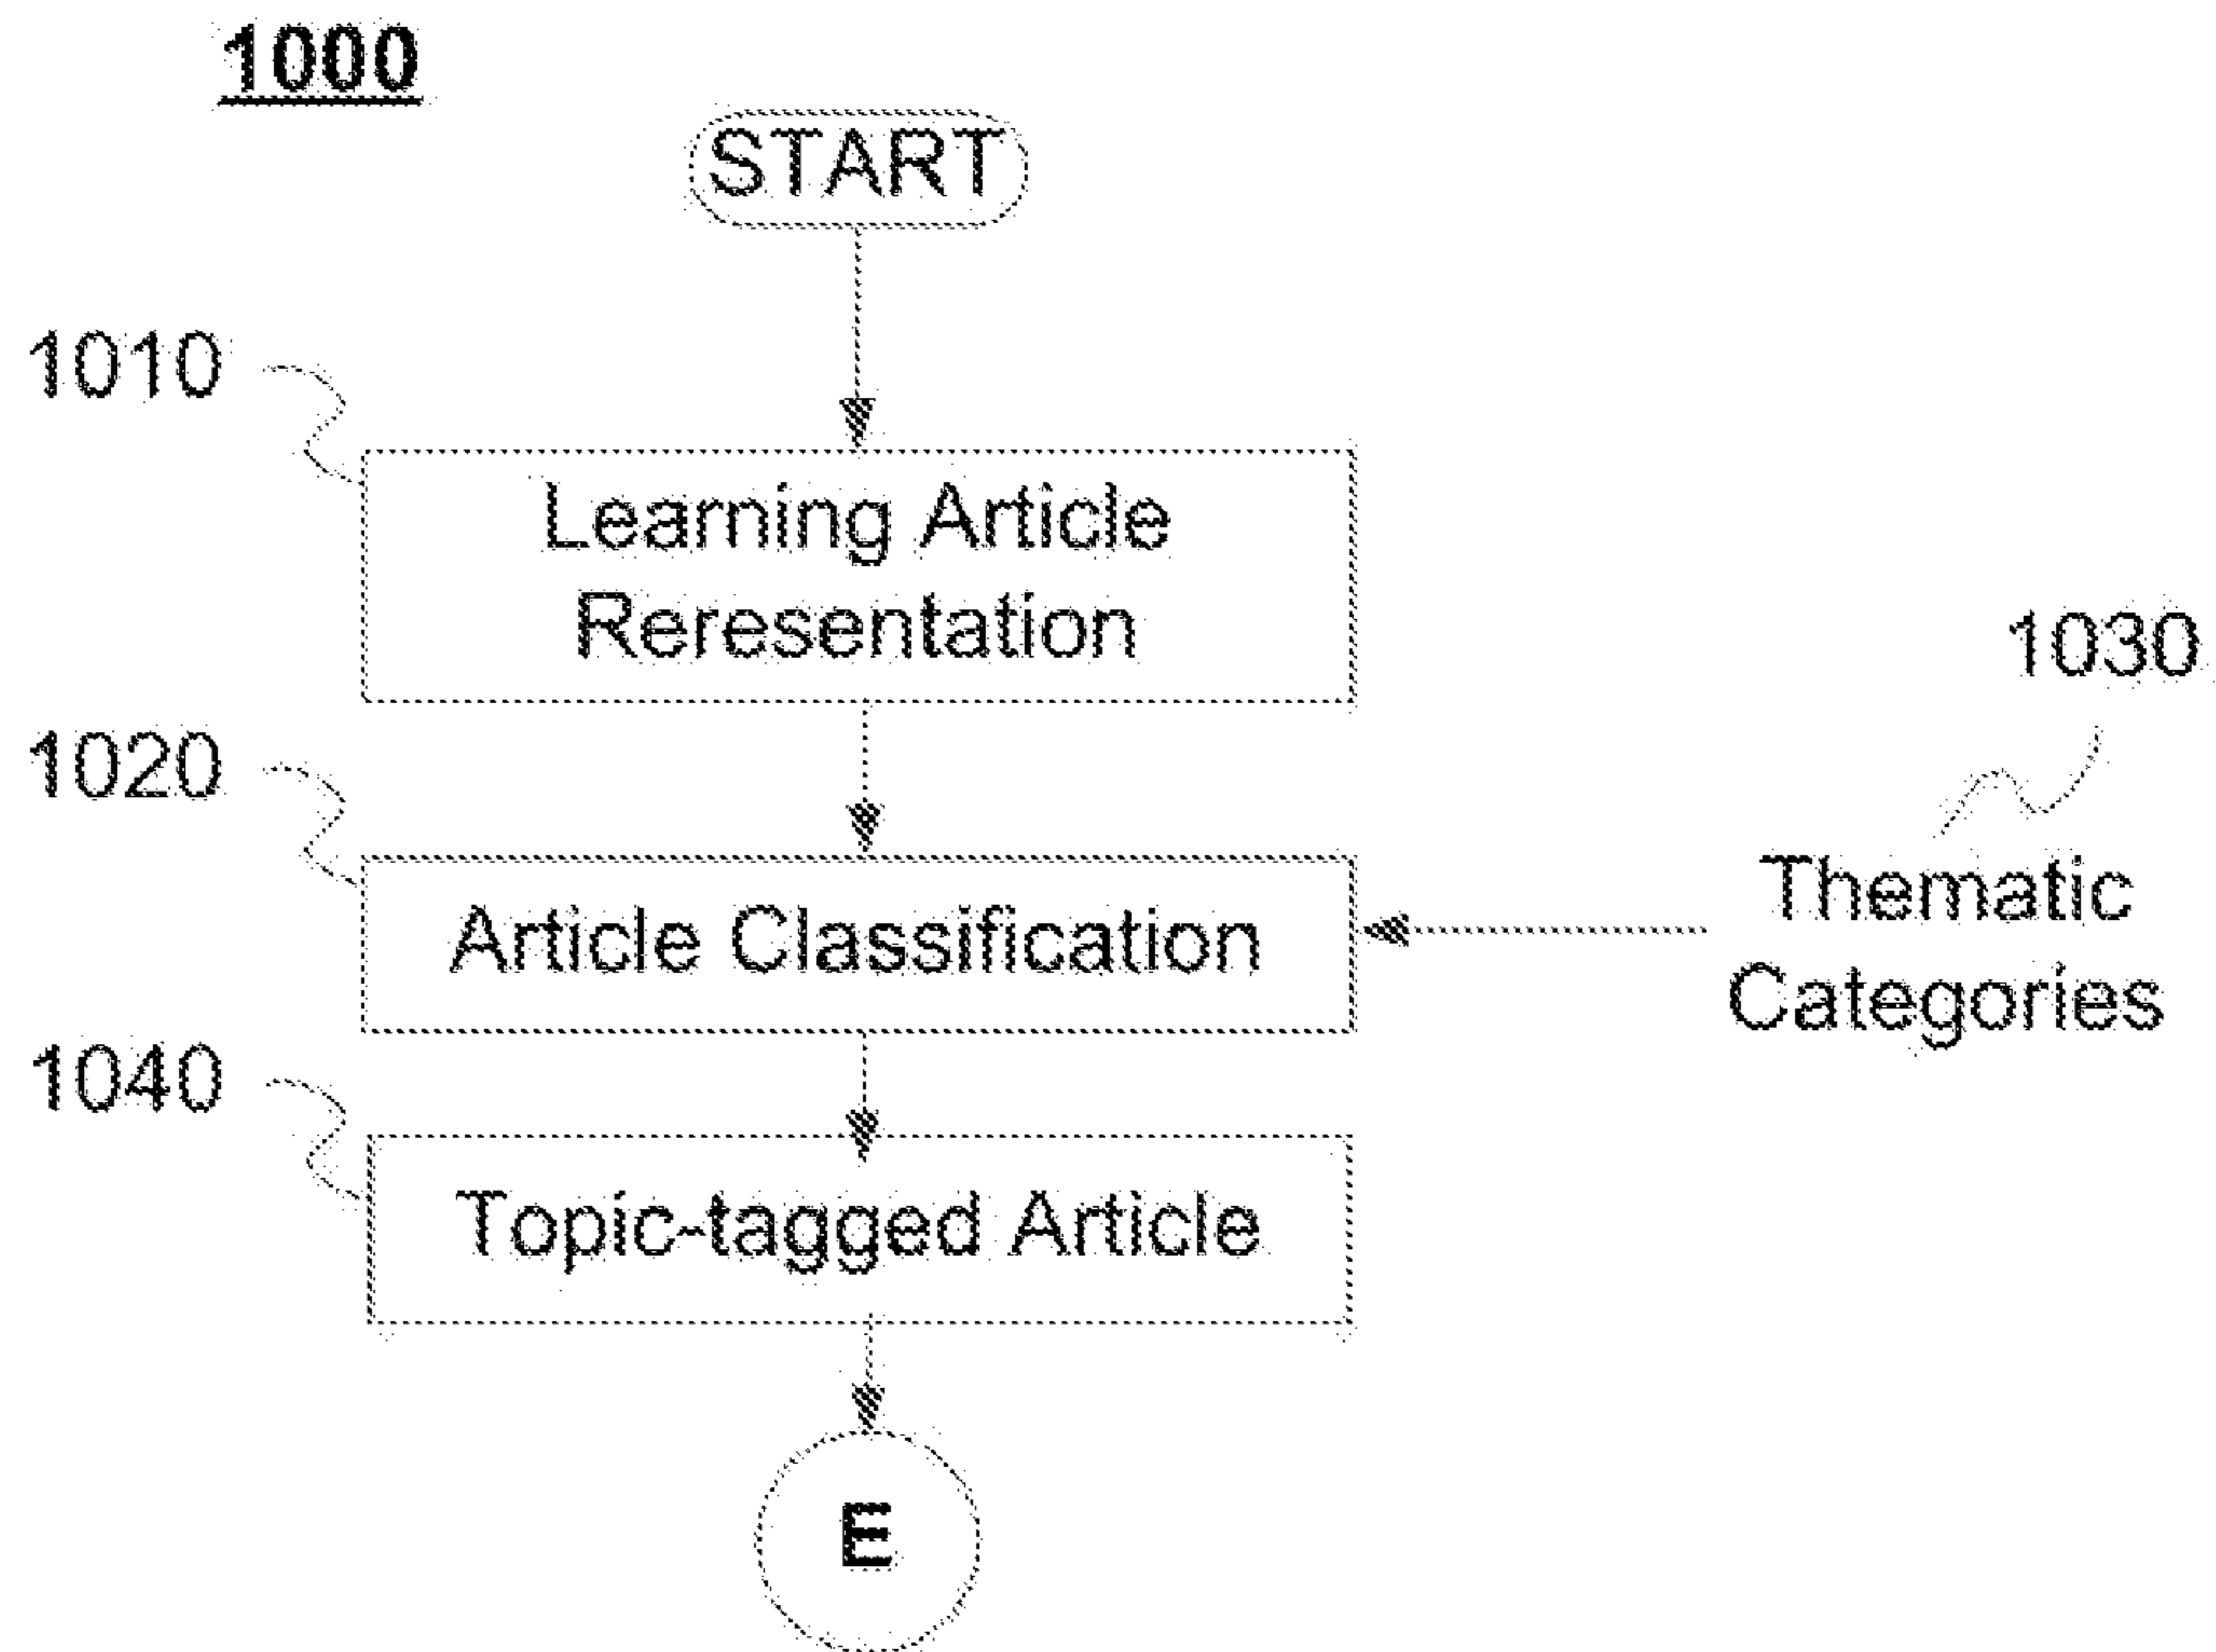 1000
START
1010
Learning Article
Reresentation
1030
1020
Article Classification
Thematic
Categories
1040
Topic-tagged Article
E